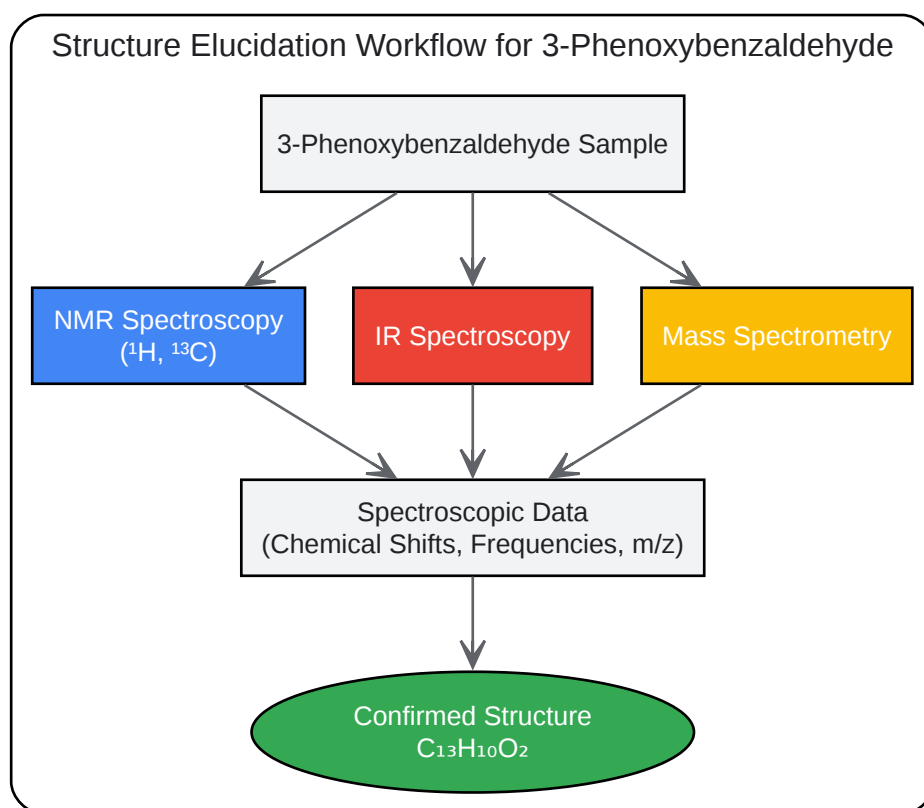 Structure Elucidation Workflow for 3-Phenoxybenzaldehyde
3-Phenoxybenzaldehyde Sample
NMR Spectroscopy
(¹H, ¹³C)
IR Spectroscopy
Mass Spectrometry
Spectroscopic Data
(Chemical Shifts, Frequencies, m/z)
Confirmed Structure
C₁₃H₁₀O₂